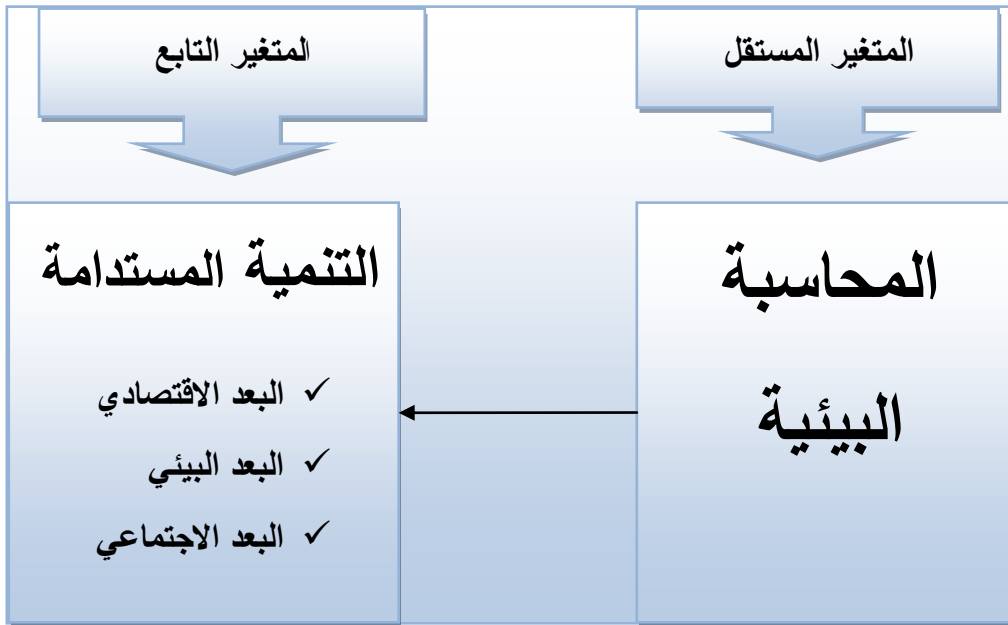 المتغير المستقل
المتغير التابع
المحاسبة
البيئية
التنمية المستدامة
✓ البعد الاقتصادي
✓ البعد البيئي
✓ البعد الاجتماعي